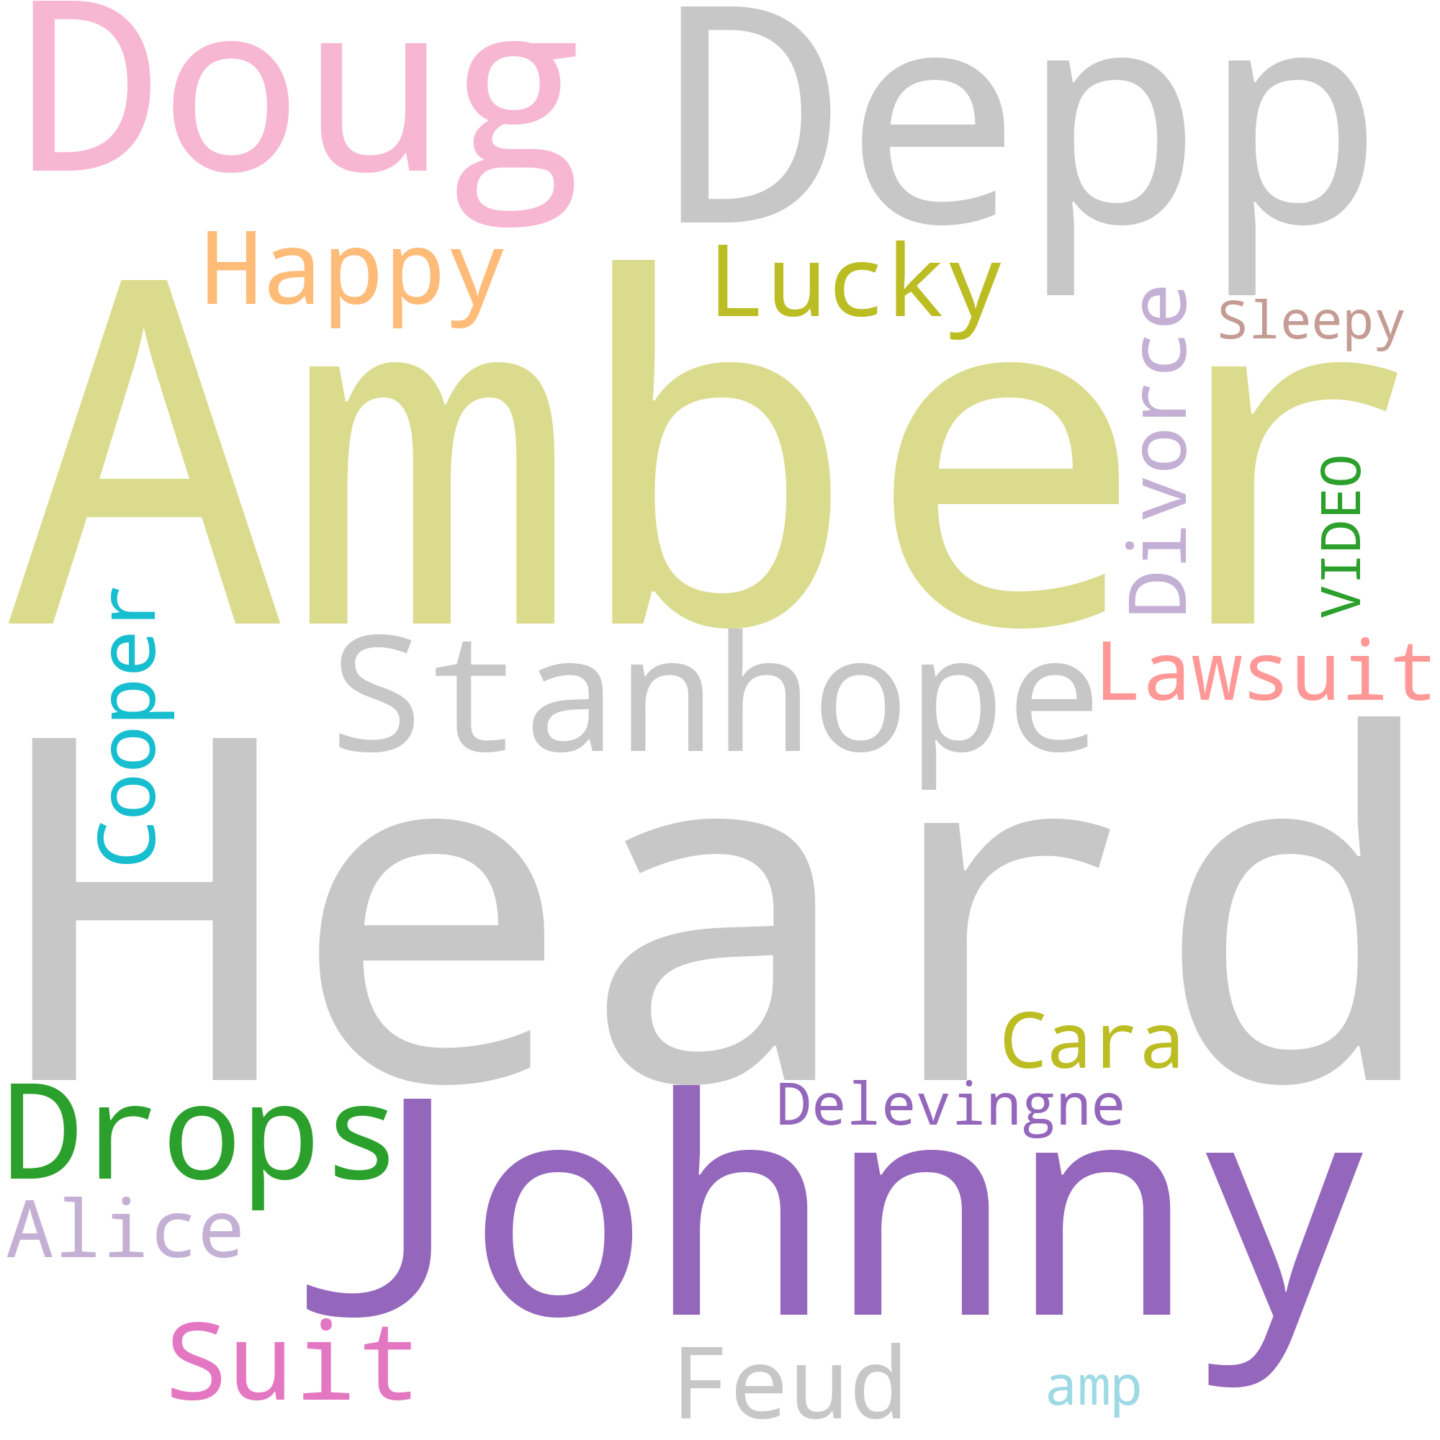 Doug Depp
Happy Lucky
Sleepy
Divorce
Amber
VIDEO
Cooper
Stanhope Lawsuit
Heard
Cara
Drops Delevingne
Johnny
Alice
Suit
Feud amp